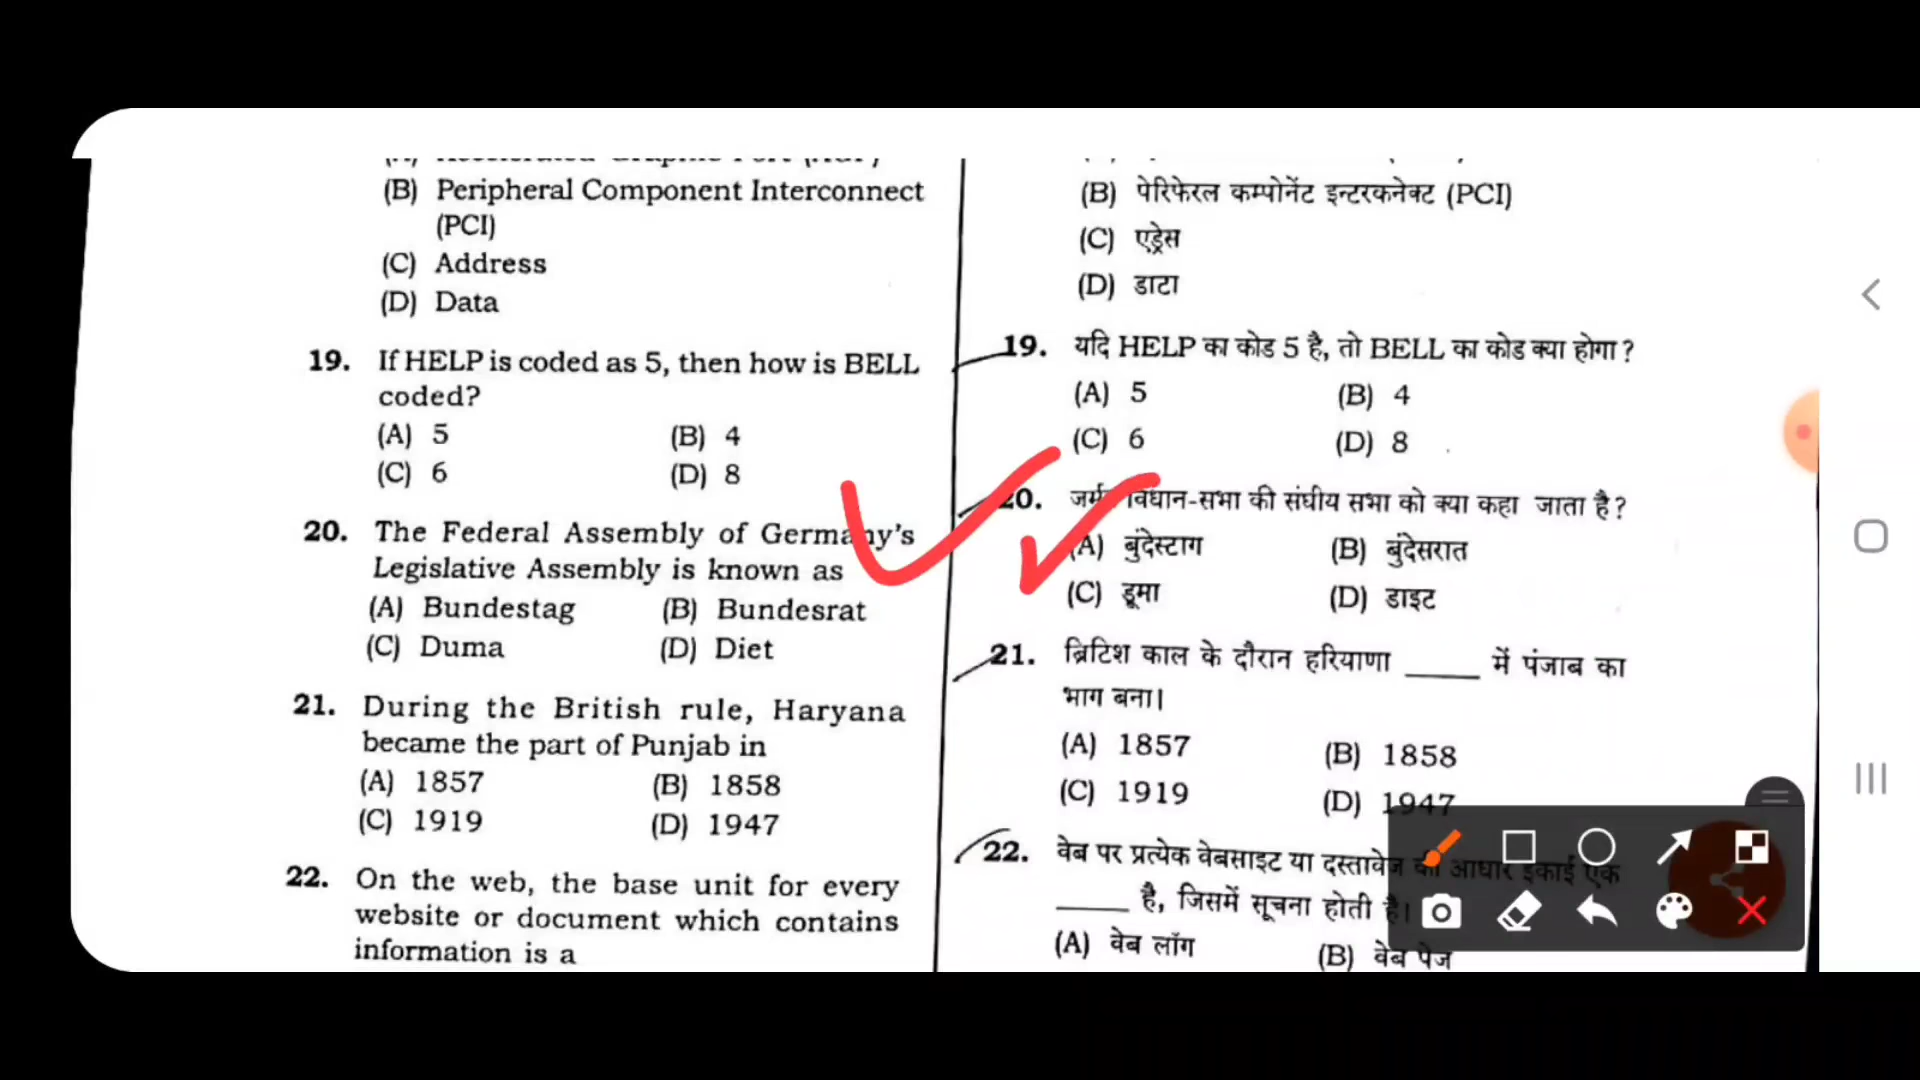 (B) Peripheral Component Interconnect
(PCI)
(C) Address
(D) Data
19. If HELP is coded as 5, then how is BELL
coded?
(A) 5 (B) 4
(C) 6 (D) 8
20. The Federal Assembly of Germany's
Legislative Assembly is known as
(A) Bundestag (B) Bundesrat
(C) Duma (D) Diet
21. During the British rule, Haryana
became the part of Punjab in
(A) 1857 (B) 1858
(C) 1919 (D) 1947
22. On the web, the base unit for every
website or document which contains
information is a
(B) पेरिफेरल कम्पोनेंट इन्टरकनेक्ट (PCI)
(C) एड्रेस
(D) डाटा
19. यदि HELP का कोड 5 है, तो BELL का कोड क्या होगा ?
(A) 5 (B) 4
(C) 6 (D) 8
20. विधान-सभा की संघीय सभा को क्या कहा जाता है ?
(A) बुंदेस्टाग (B) बुंदेसरात
(C) डूमा (D) डाइट
21. ब्रिटिश काल के दौरान हरियाणा _____ में पंजाब का
भाग बना।
(A) 1857 (B) 1858
(C) 1919 (D) 1947
22. वेब पर प्रत्येक वेबसाइट या दस्तावेज की आधार इकाई एक
_____ है, जिसमें सूचना होती है।
(A) वेब लॉग (B) वेब पेज